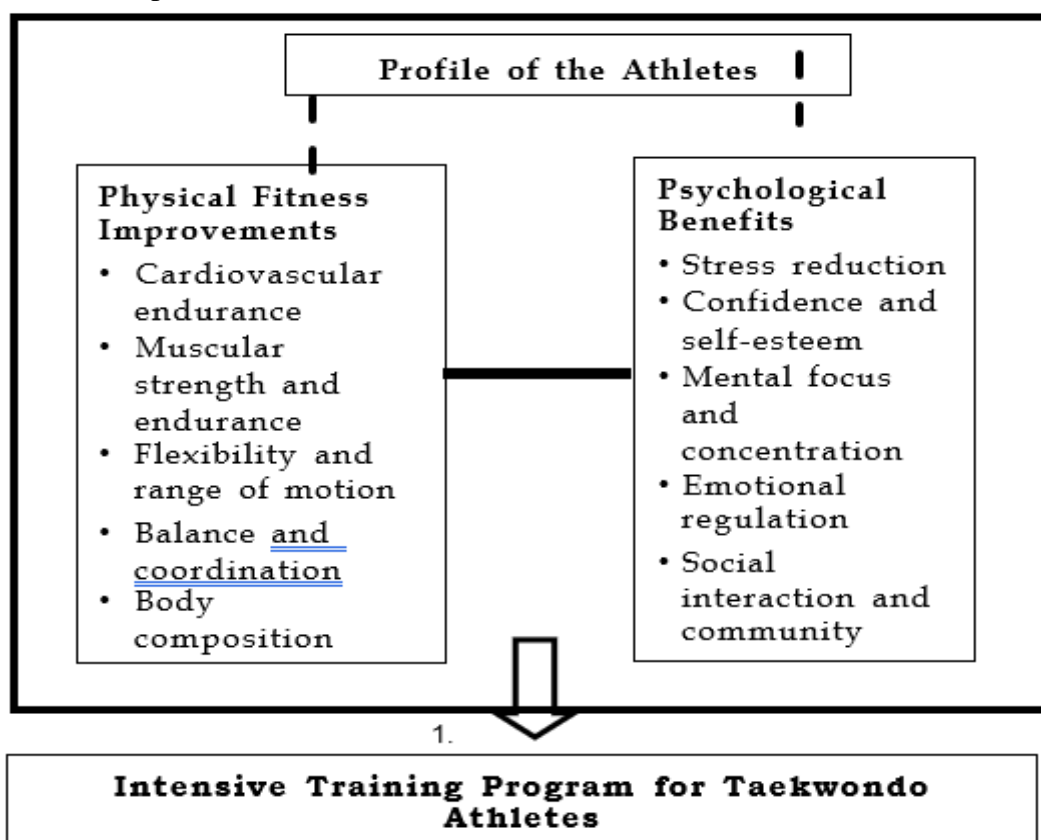 Profile of the Athletes
Physical Fitness
Improvements
• Cardiovascular
endurance
• Muscular
strength and
endurance
• Flexibility and
range of motion
• Balance and
coordination
• Body
composition
Psychological
Benefits
• Stress reduction
• Confidence and
self-esteem
• Mental focus
and
concentration
• Emotional
regulation
• Social
interaction and
community
1.
Intensive Training Program for Taekwondo
Athletes